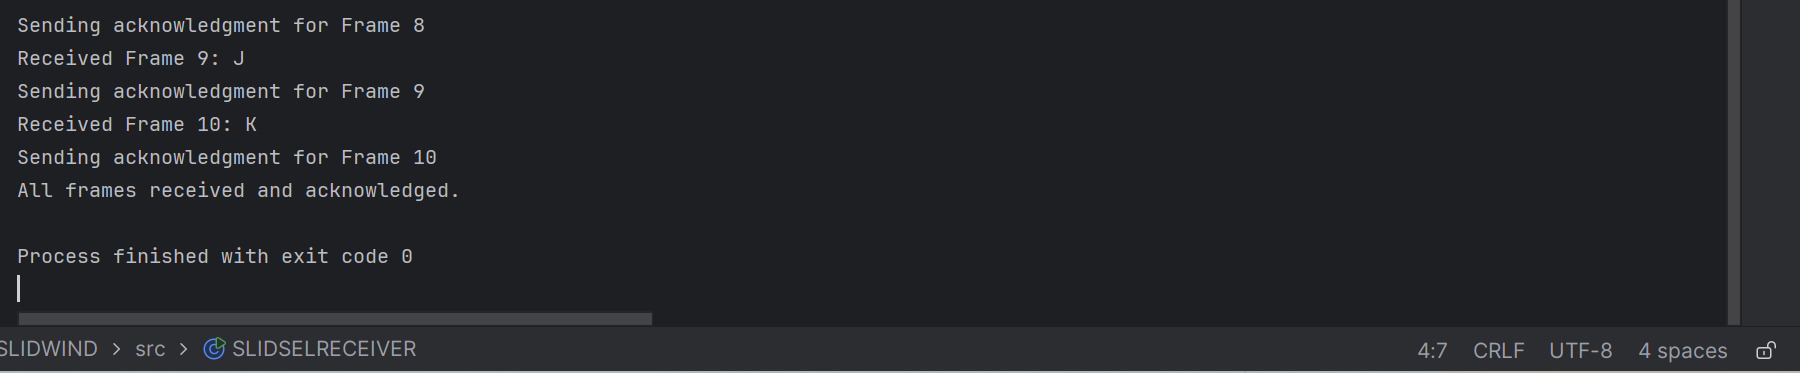 Sending acknowledgment for Frame 8
Received Frame 9: J
Sending acknowledgment for Frame 9
Received Frame 10: K
Sending acknowledgment for Frame 10
All frames received and acknowledged.
Process finished with exit code 0
SLIDWIND > src > SLIDSELRECEIVER 4:7 CRLF UTF-8 4 spaces